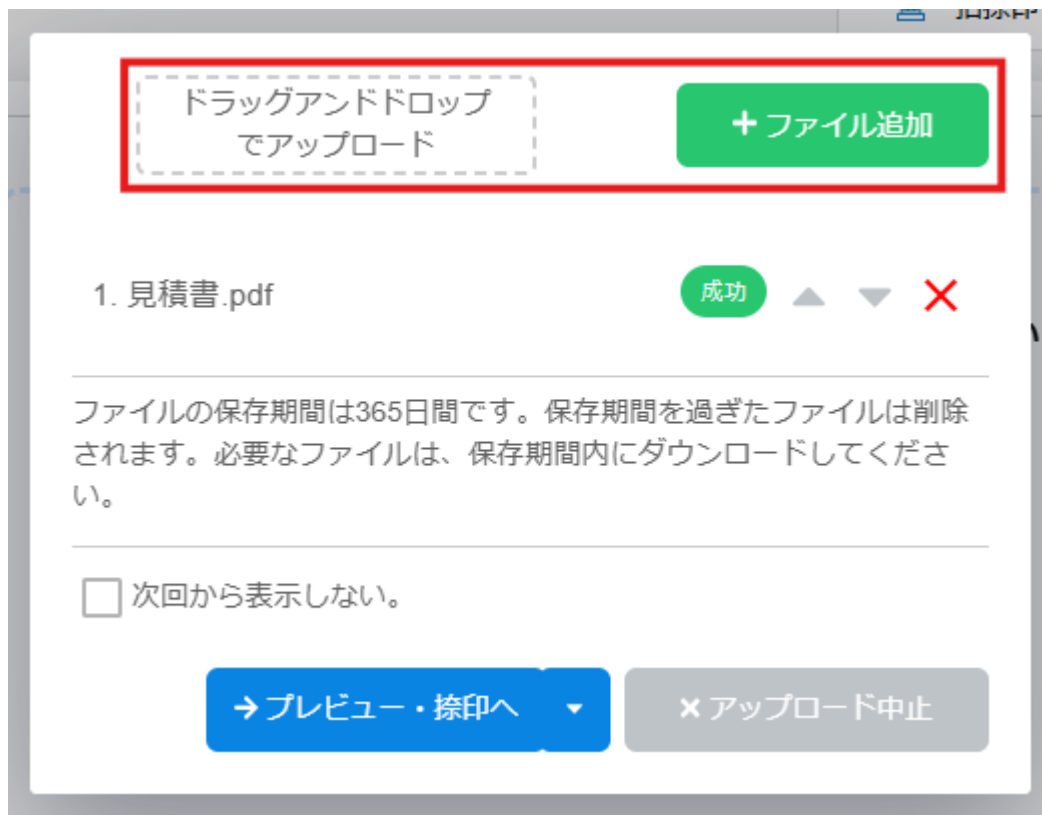 ドラッグアンドドロップ
でアップロード
+ファイル追加
1. 見積書.pdf
成功
ファイルの保存期間は365日間です。保存期間を過ぎたファイルは削除
されます。必要なファイルは、保存期間内にダウンロードしてくださ
い。
次回から表示しない。
→プレビュー・捺印へ
×アップロード中止